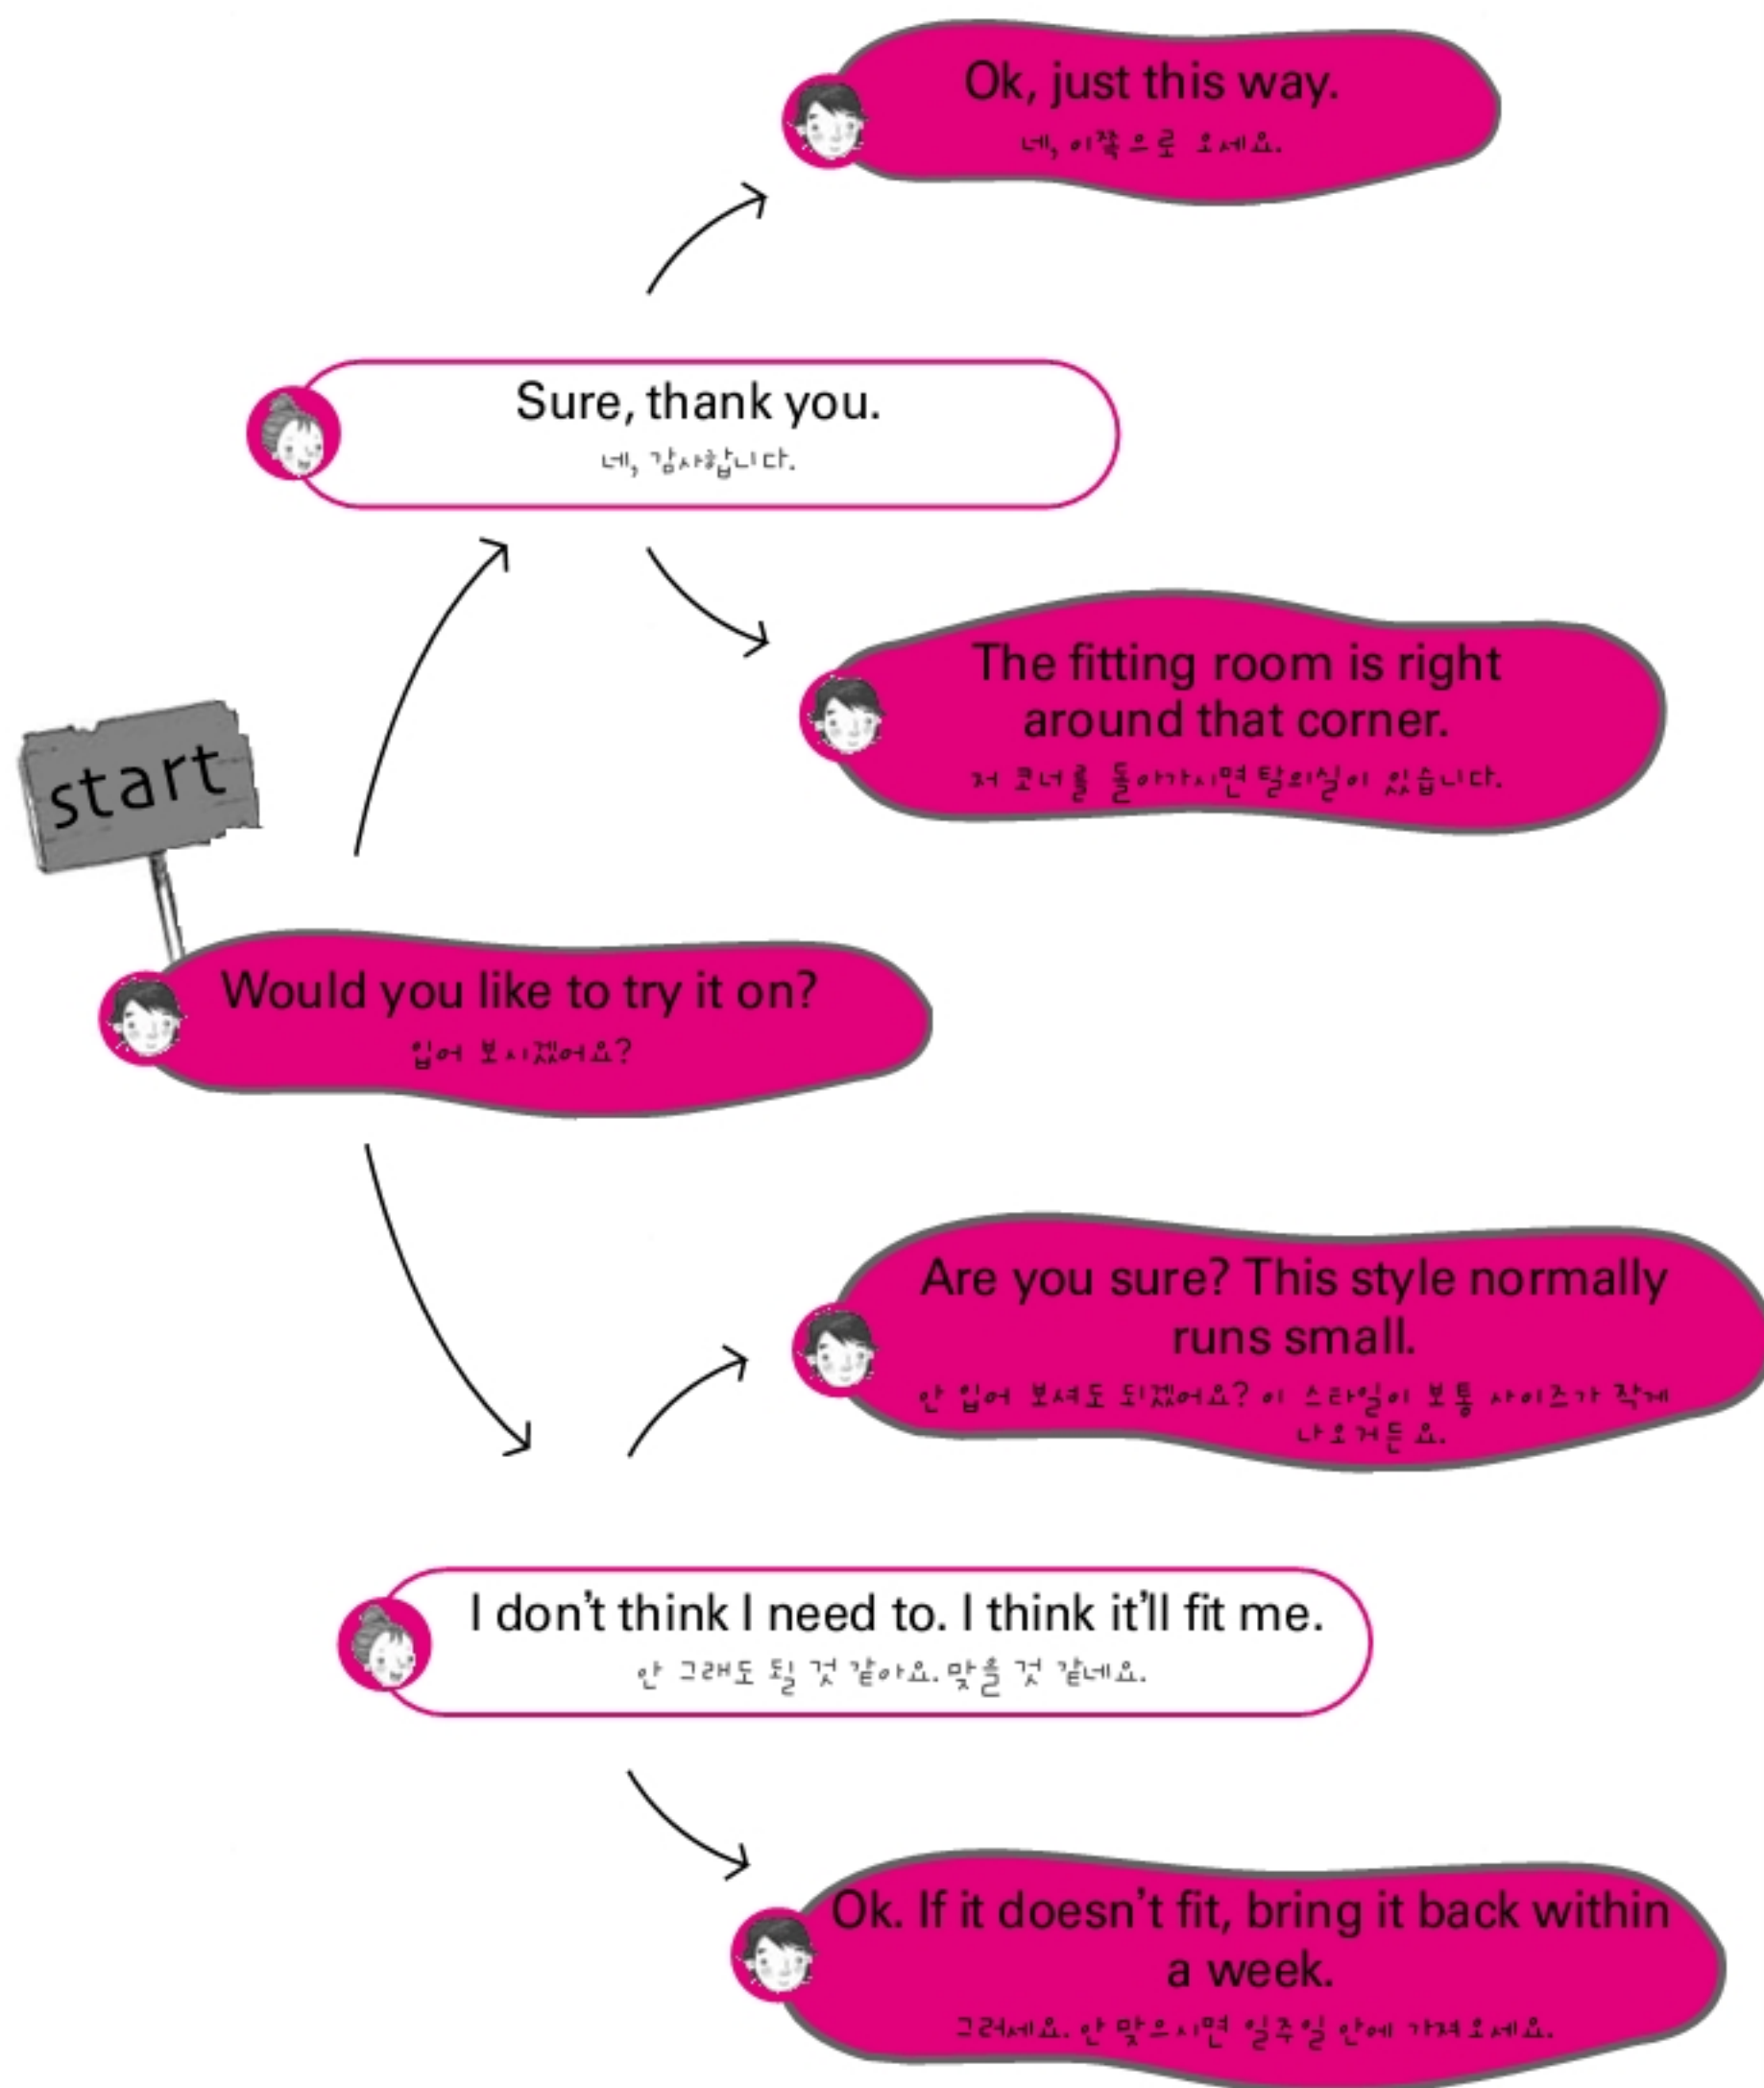 Ok, just this way.
네, 이쪽으로 오세요.
Sure, thank you.
네, 감사합니다.
The fitting room is right
around that corner.
저 코너를 돌아가시면 탈의실이 있습니다.
start
Would you like to try it on?
입어 보시겠어요?
Are you sure? This style normally
runs small.
안 입어 보셔도 되겠어요? 이 스타일이 보통 사이즈가 작게
나오거든요.
I don't think I need to. I think it'll fit me.
안 그래도 될 것 같아요. 맞을 것 같네요.
Ok. If it doesn't fit, bring it back within
a week.
그러세요. 안 맞으시면 일주일 안에 가져오세요.